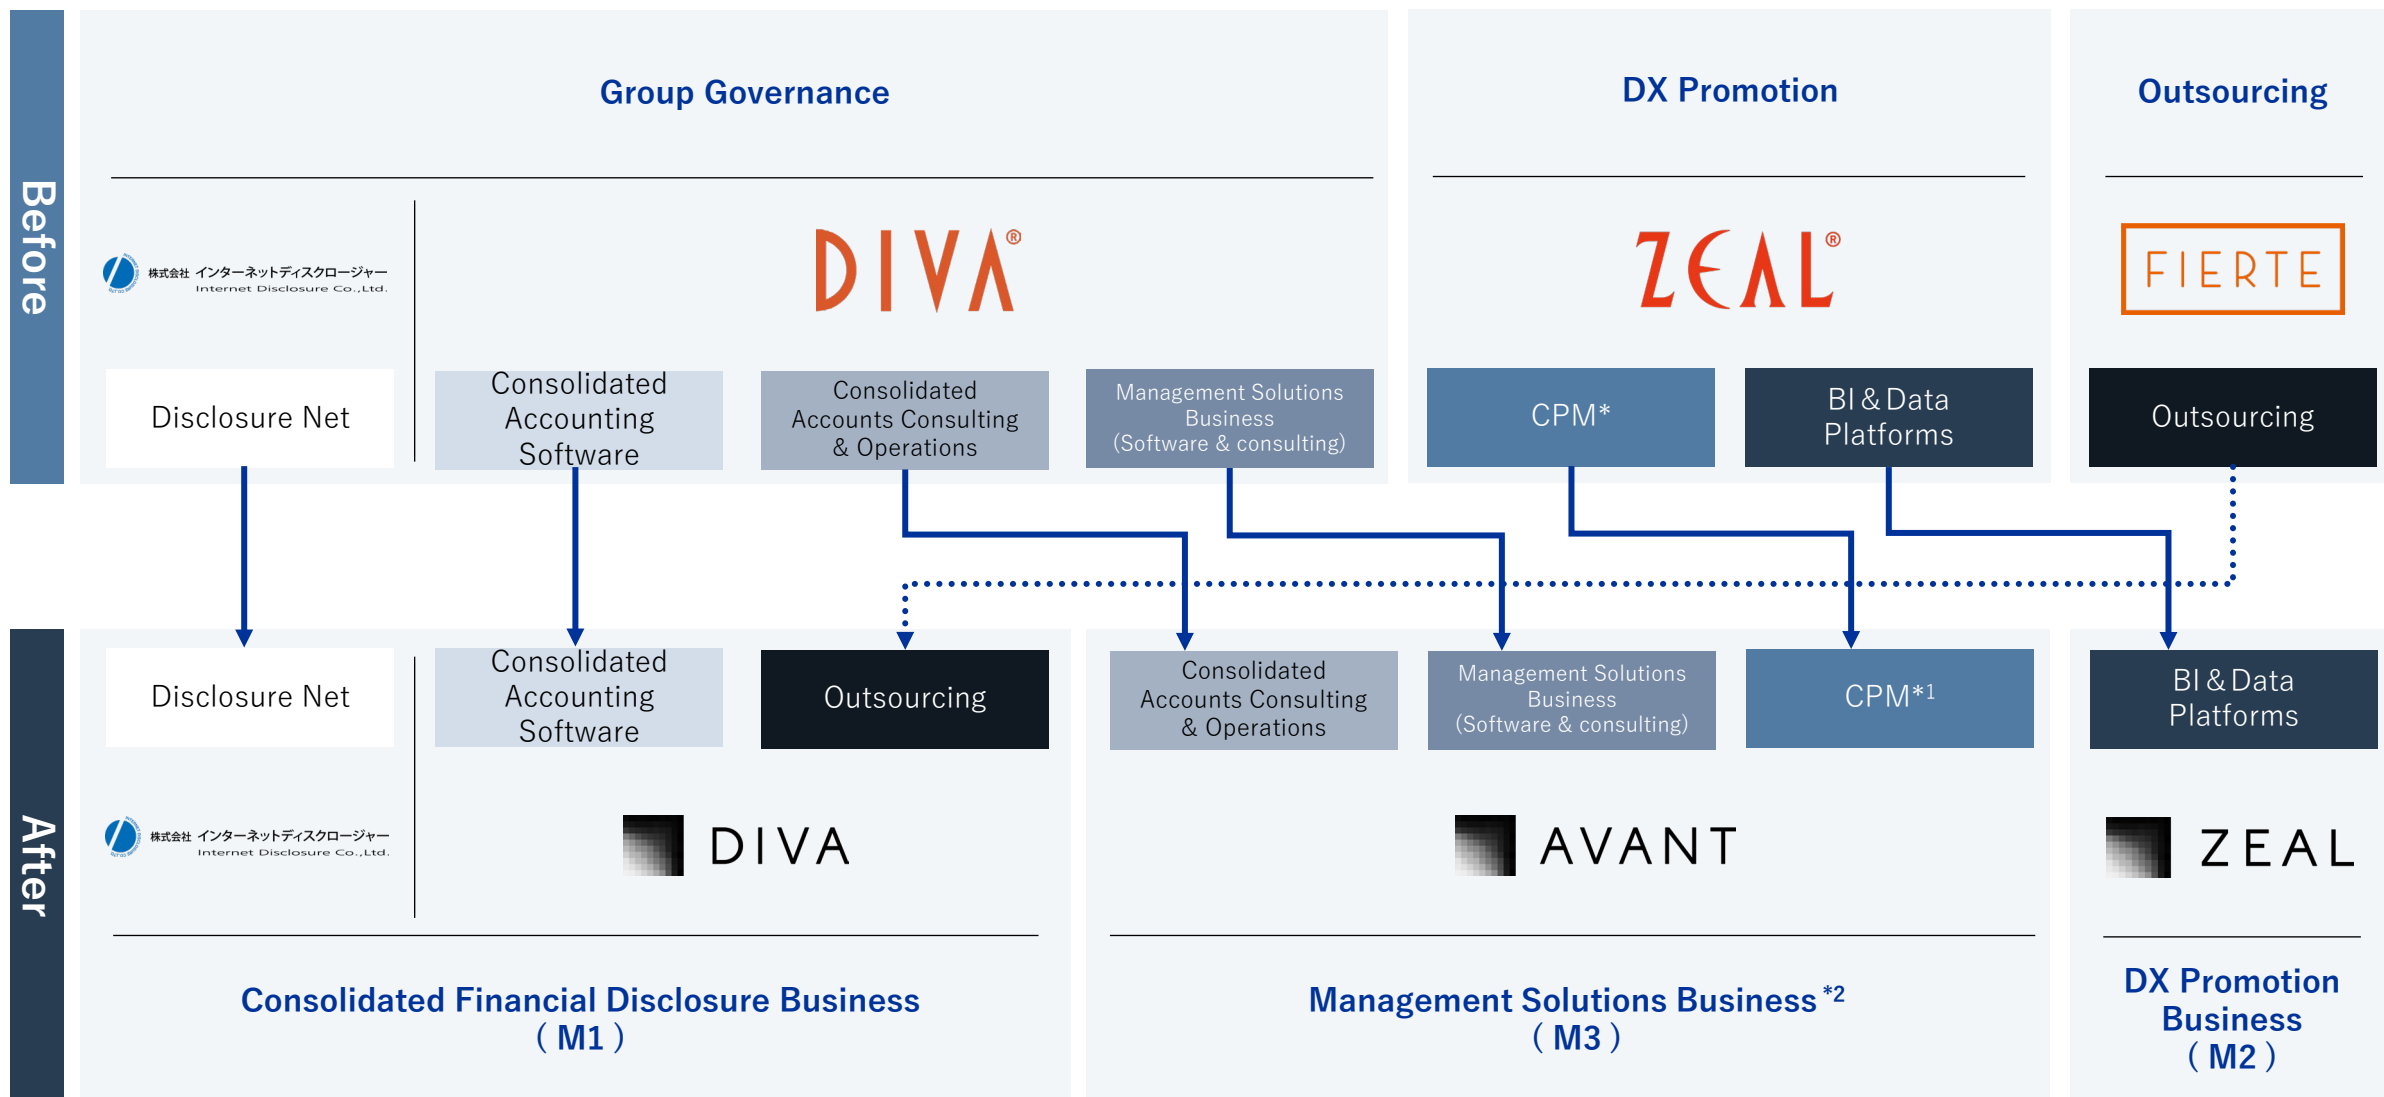 Before
Group Governance
DX Promotion
Outsourcing
株式会社 インターネットディスクロージャー
Internet Disclosure Co.,Ltd.
DIVA®
ZEAL®
FIERTE
Disclosure Net
Consolidated
Accounting
Software
Consolidated
Accounts Consulting
& Operations
Management Solutions
Business
(Software & consulting)
CPM*
BI & Data
Platforms
Outsourcing
After
Disclosure Net
Consolidated
Accounting
Software
Outsourcing
Consolidated
Accounts Consulting
& Operations
Management Solutions
Business
(Software & consulting)
CPM*1
BI & Data
Platforms
株式会社 インターネットディスクロージャー
Internet Disclosure Co.,Ltd.
DIVA
AVANT
ZEAL
Consolidated Financial Disclosure Business
( M1 )
Management Solutions Business *2
( M3 )
DX Promotion
Business
( M2 )